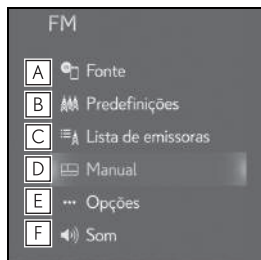 FM
A Fonte
B Predefinições
C Lista de emissoras
D Manual
E Opções
F Som